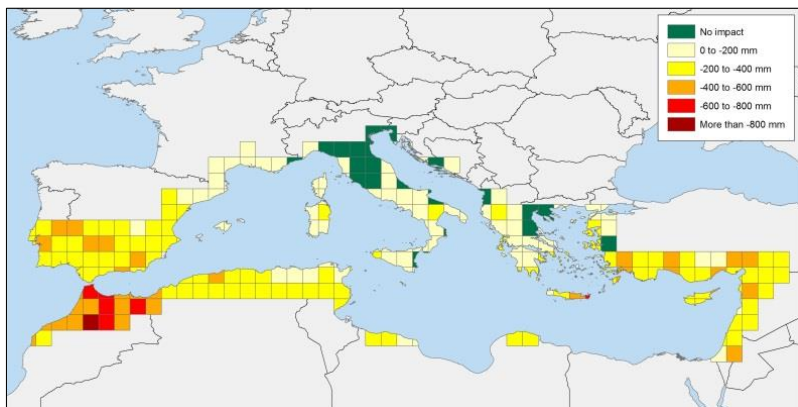 No impact
0 to -200 mm
-200 to -400 mm
-400 to -600 mm
-600 to -800 mm
More than -800 mm